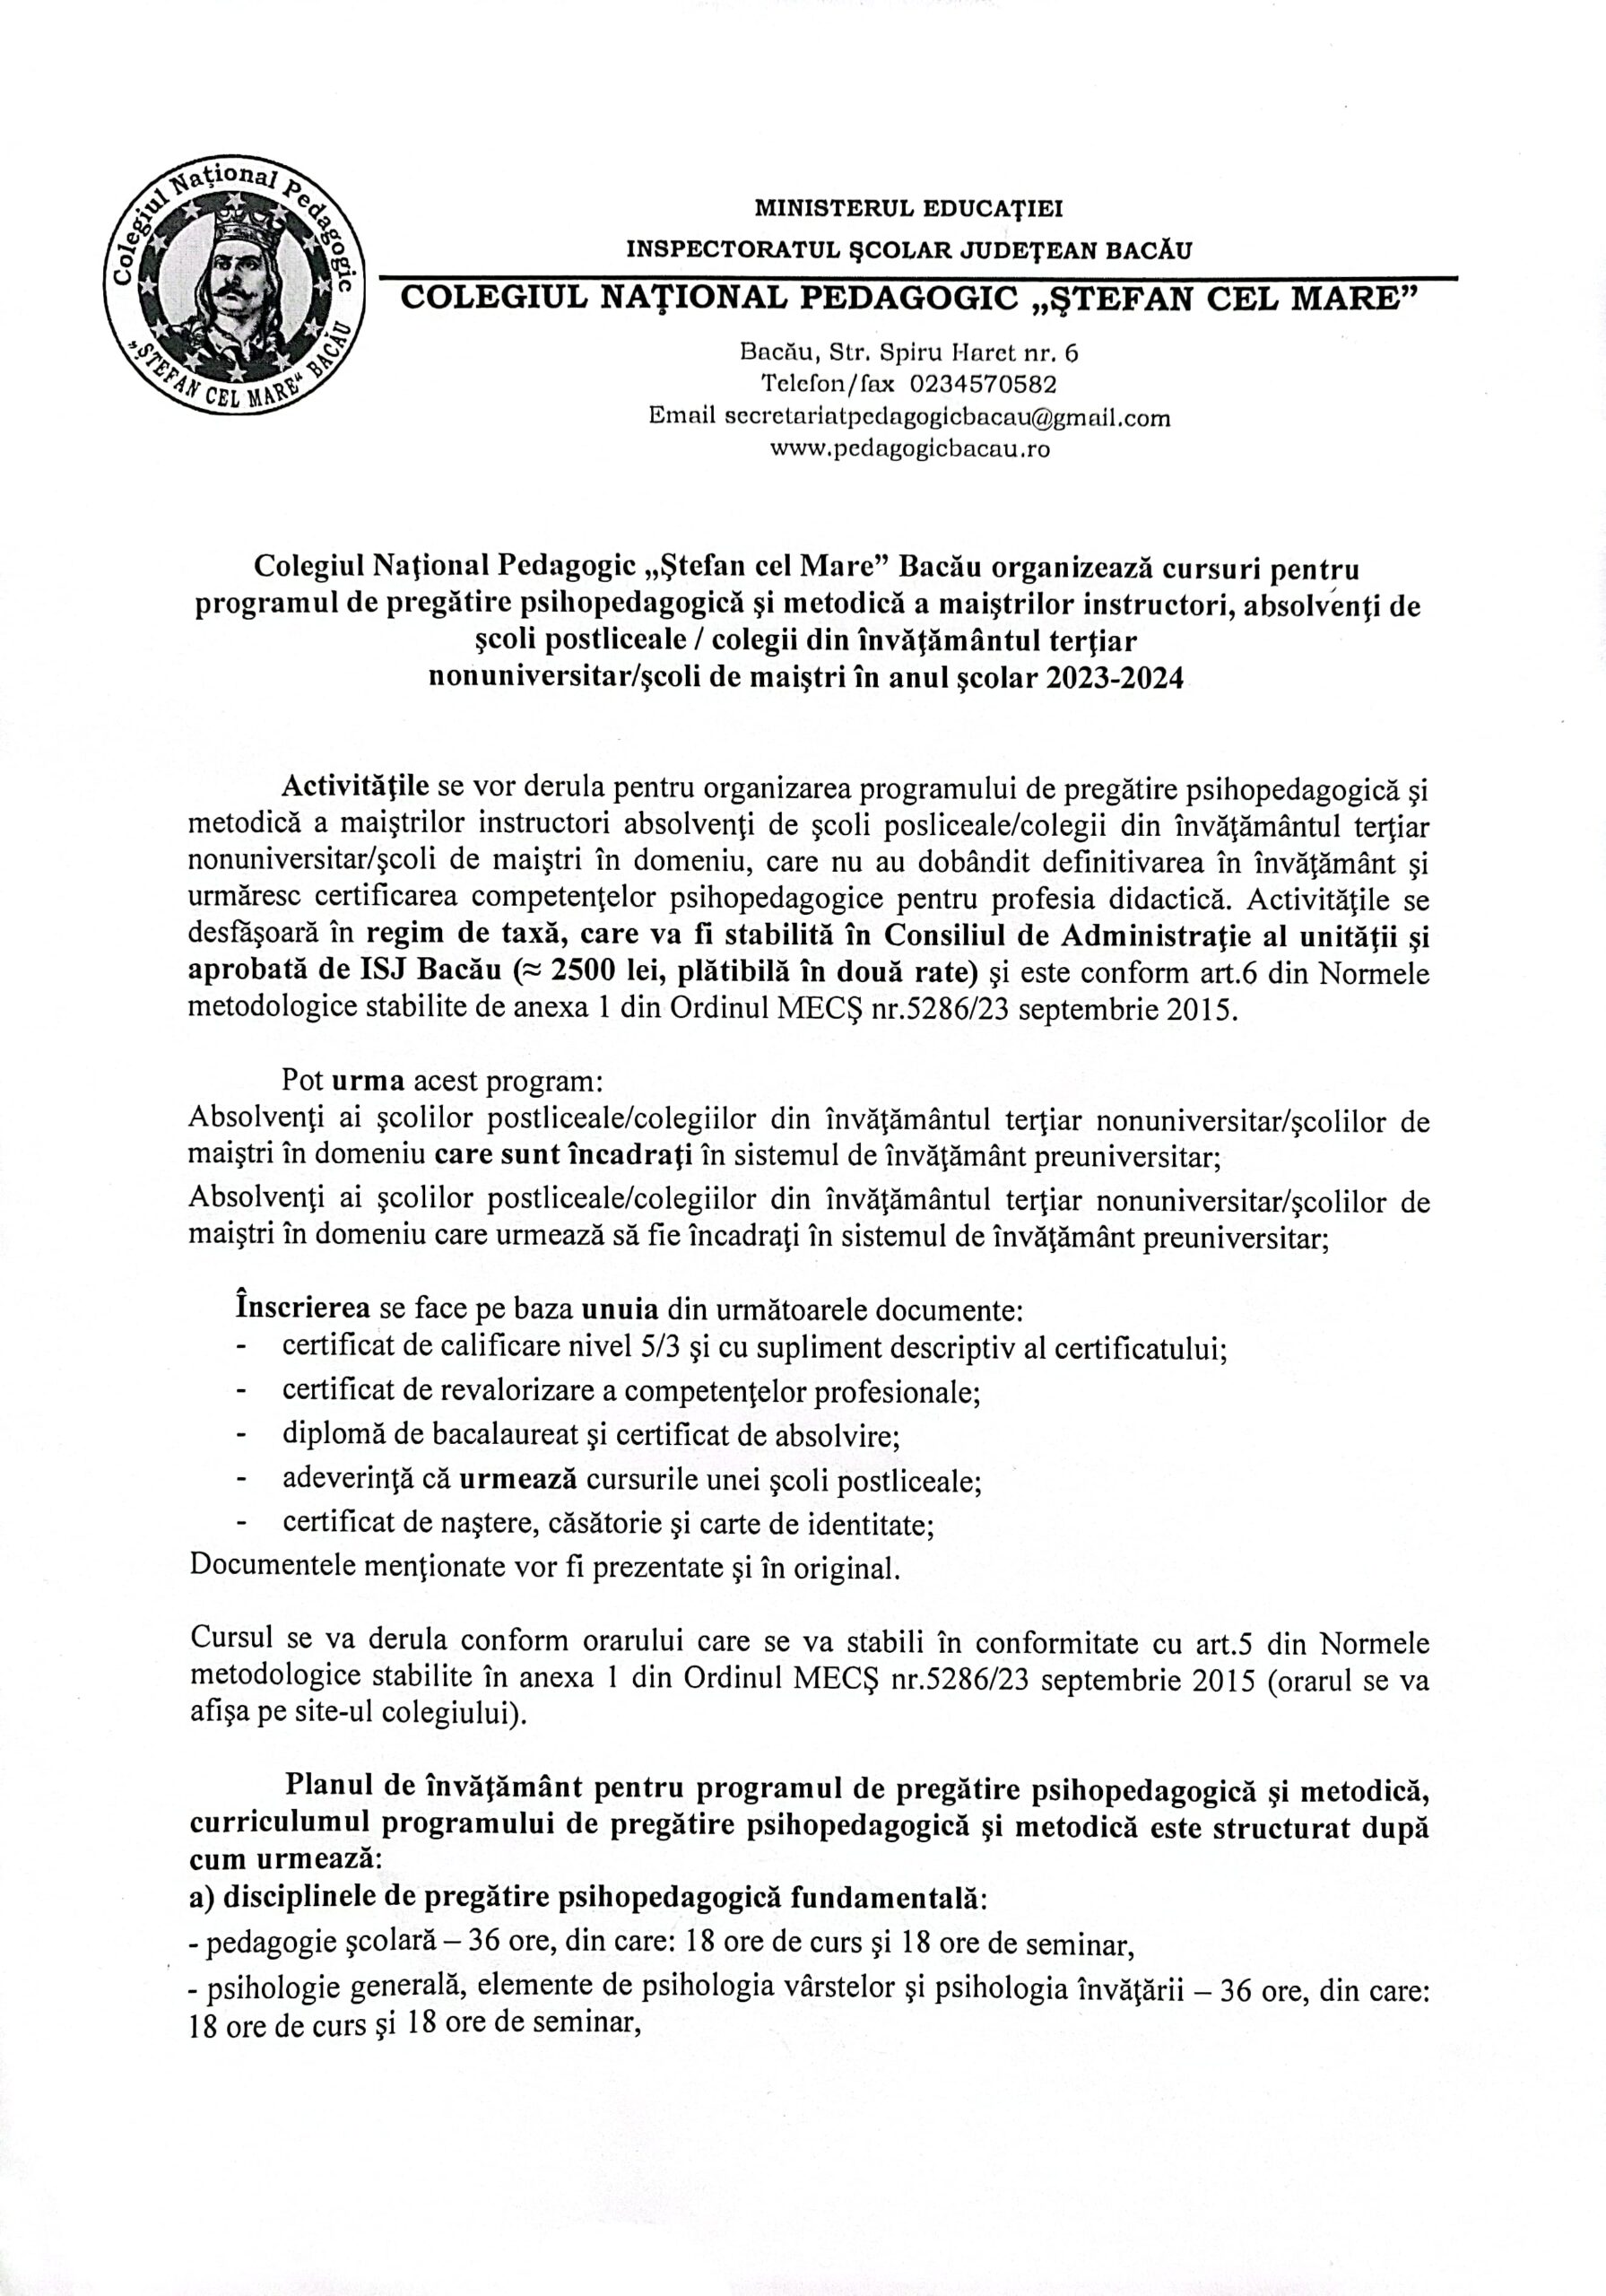 Colegiul Naţional Pedagogic
„ŞTEFAN CEL MARE“ BACĂU
MINISTERUL EDUCAŢIEI
INSPECTORATUL ŞCOLAR JUDEŢEAN BACĂU
COLEGIUL NAŢIONAL PEDAGOGIC „ŞTEFAN CEL MARE”
Bacău, Str. Spiru Haret nr. 6
Telefon/fax 0234570582
Email secretariatpedagogicbacau@gmail.com
www.pedagogicbacau.ro
Colegiul Naţional Pedagogic „Ştefan cel Mare” Bacău organizează cursuri pentru
programul de pregătire psihopedagogică şi metodică a maiştrilor instructori, absolvenţi de
şcoli postliceale / colegii din învăţământul terţiar
nonuniversitar/şcoli de maiştri în anul şcolar 2023-2024
Activităţile se vor derula pentru organizarea programului de pregătire psihopedagogică şi
metodică a maiştrilor instructori absolvenţi de şcoli posliceale/colegii din învăţământul terţiar
nonuniversitar/şcoli de maiştri în domeniu, care nu au dobândit definitivarea în învăţământ şi
urmăresc certificarea competenţelor psihopedagogice pentru profesia didactică. Activităţile se
desfăşoară în regim de taxă, care va fi stabilită în Consiliul de Administraţie al unităţii şi
aprobată de ISJ Bacău (≈ 2500 lei, plătibilă în două rate) şi este conform art.6 din Normele
metodologice stabilite de anexa 1 din Ordinul MECŞ nr.5286/23 septembrie 2015.
Pot urma acest program:
Absolvenţi ai şcolilor postliceale/colegiilor din învăţământul terţiar nonuniversitar/şcolilor de
maiştri în domeniu care sunt încadraţi în sistemul de învăţământ preuniversitar;
Absolvenţi ai şcolilor postliceale/colegiilor din învăţământul terţiar nonuniversitar/şcolilor de
maiştri în domeniu care urmează să fie încadraţi în sistemul de învăţământ preuniversitar;
Înscrierea se face pe baza unuia din următoarele documente:
- certificat de calificare nivel 5/3 şi cu supliment descriptiv al certificatului;
- certificat de revalorizare a competenţelor profesionale;
- diplomă de bacalaureat şi certificat de absolvire;
- adeverinţă că urmează cursurile unei şcoli postliceale;
- certificat de naştere, căsătorie şi carte de identitate;
Documentele menţionate vor fi prezentate şi în original.
Cursul se va derula conform orarului care se va stabili în conformitate cu art.5 din Normele
metodologice stabilite în anexa 1 din Ordinul MECŞ nr.5286/23 septembrie 2015 (orarul se va
afişa pe site-ul colegiului).
Planul de învăţământ pentru programul de pregătire psihopedagogică şi metodică,
curriculumul programului de pregătire psihopedagogică şi metodică este structurat după
cum urmează:
a) disciplinele de pregătire psihopedagogică fundamentală:
- pedagogie şcolară – 36 ore, din care: 18 ore de curs şi 18 ore de seminar,
- psihologie generală, elemente de psihologia vârstelor şi psihologia învăţării – 36 ore, din care:
18 ore de curs şi 18 ore de seminar,